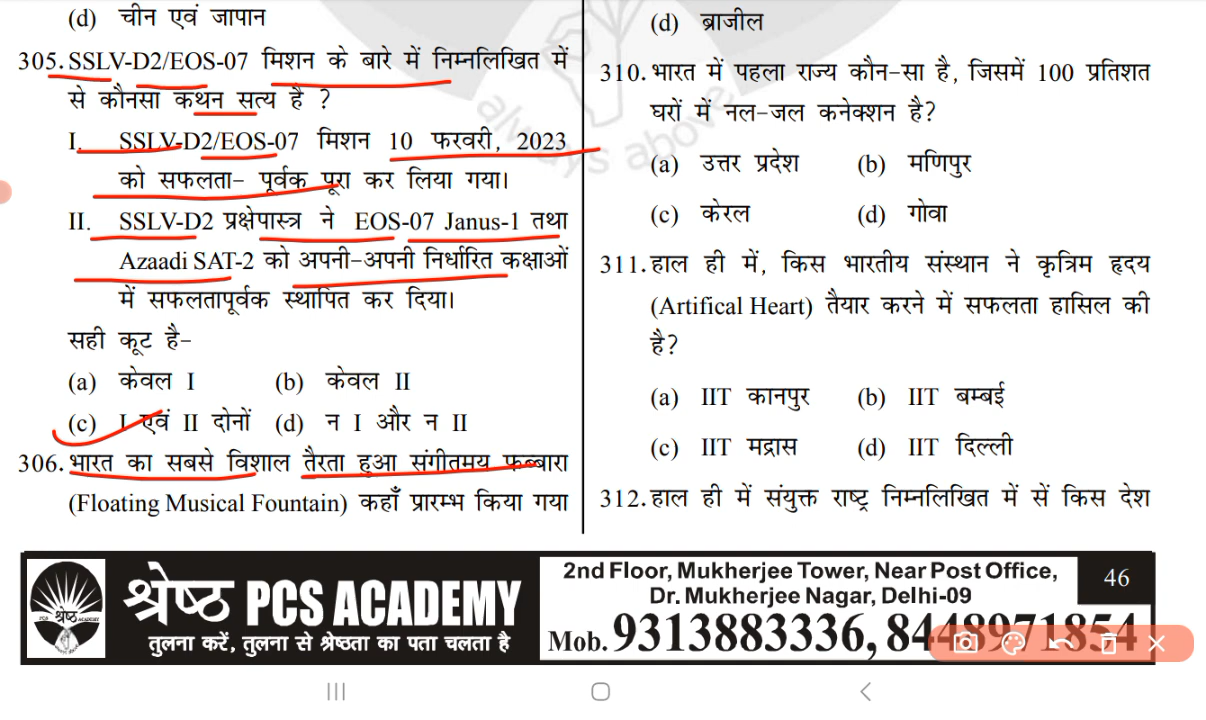 (d) चीन एवं जापान
305. SSLV-D2/EOS-07 मिशन के बारे में निम्नलिखित में
से कौनसा कथन सत्य है ?
I. SSLV-D2/EOS-07 मिशन 10 फरवरी, 2023
को सफलता- पूर्वक पूरा कर लिया गया।
II. SSLV-D2 प्रक्षेपास्त्र ने EOS-07 Janus-1 तथा
Azaadi SAT-2 को अपनी-अपनी निर्धारित कक्षाओं
में सफलतापूर्वक स्थापित कर दिया।
सही कूट है-
(a) केवल I (b) केवल II
(c) I एवं II दोनों (d) न I और न II
306. भारत का सबसे विशाल तैरता हुआ संगीतमय फव्बारा
(Floating Musical Fountain) कहाँ प्रारम्भ किया गया
(d) ब्राजील
310. भारत में पहला राज्य कौन-सा है, जिसमें 100 प्रतिशत
घरों में नल-जल कनेक्शन है?
(a) उत्तर प्रदेश (b) मणिपुर
(c) केरल (d) गोवा
311. हाल ही में, किस भारतीय संस्थान ने कृत्रिम हृदय
(Artifical Heart) तैयार करने में सफलता हासिल की
है?
(a) IIT कानपुर (b) IIT बम्बई
(c) IIT मद्रास (d) IIT दिल्ली
312. हाल ही में संयुक्त राष्ट्र निम्नलिखित में सें किस देश
always above
श्रेष्ठ PCS ACADEMY
तुलना करें, तुलना से श्रेष्ठता का पता चलता है
PCS श्रेष्ठ ACADEMY
2nd Floor, Mukherjee Tower, Near Post Office,
Dr. Mukherjee Nagar, Delhi-09
Mob. 9313883336, 8448971854
46